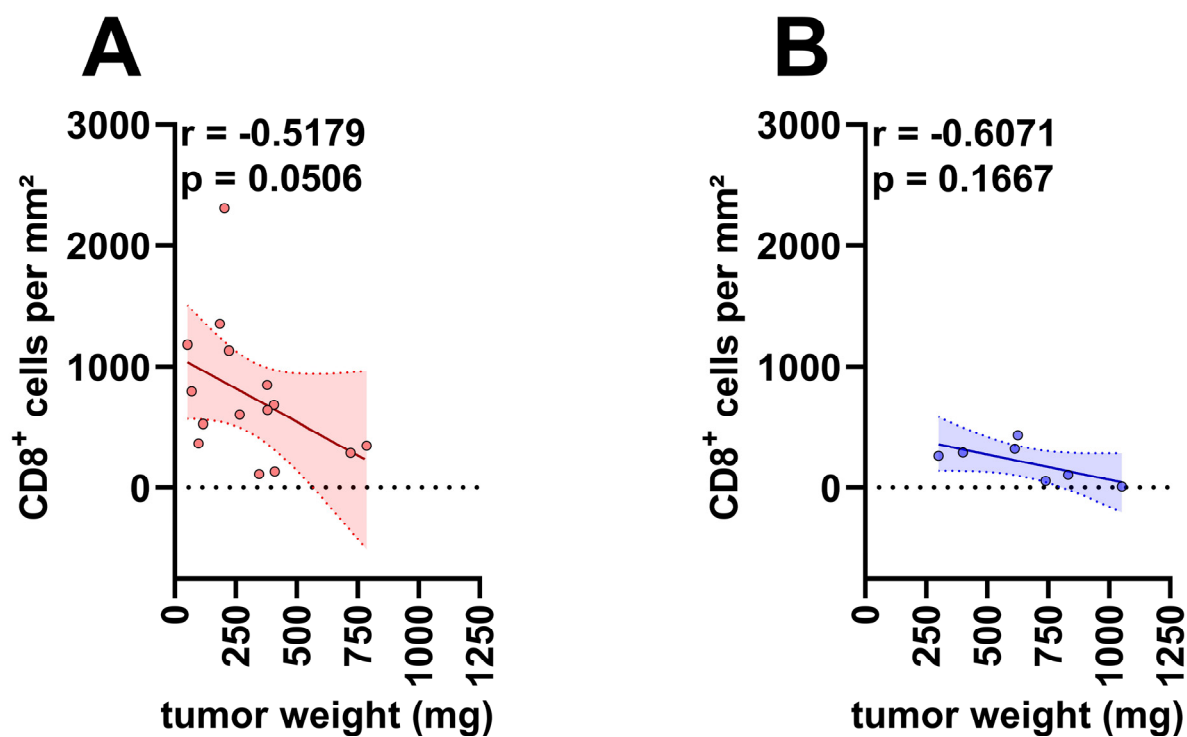 A
r = -0.5179
p = 0.0506
CD8⁺ cells per mm²
3000
2000
1000
0
0
250
500
750
1000
1250
tumor weight (mg)
B
r = -0.6071
p = 0.1667
CD8⁺ cells per mm²
3000
2000
1000
0
0
250
500
750
1000
1250
tumor weight (mg)